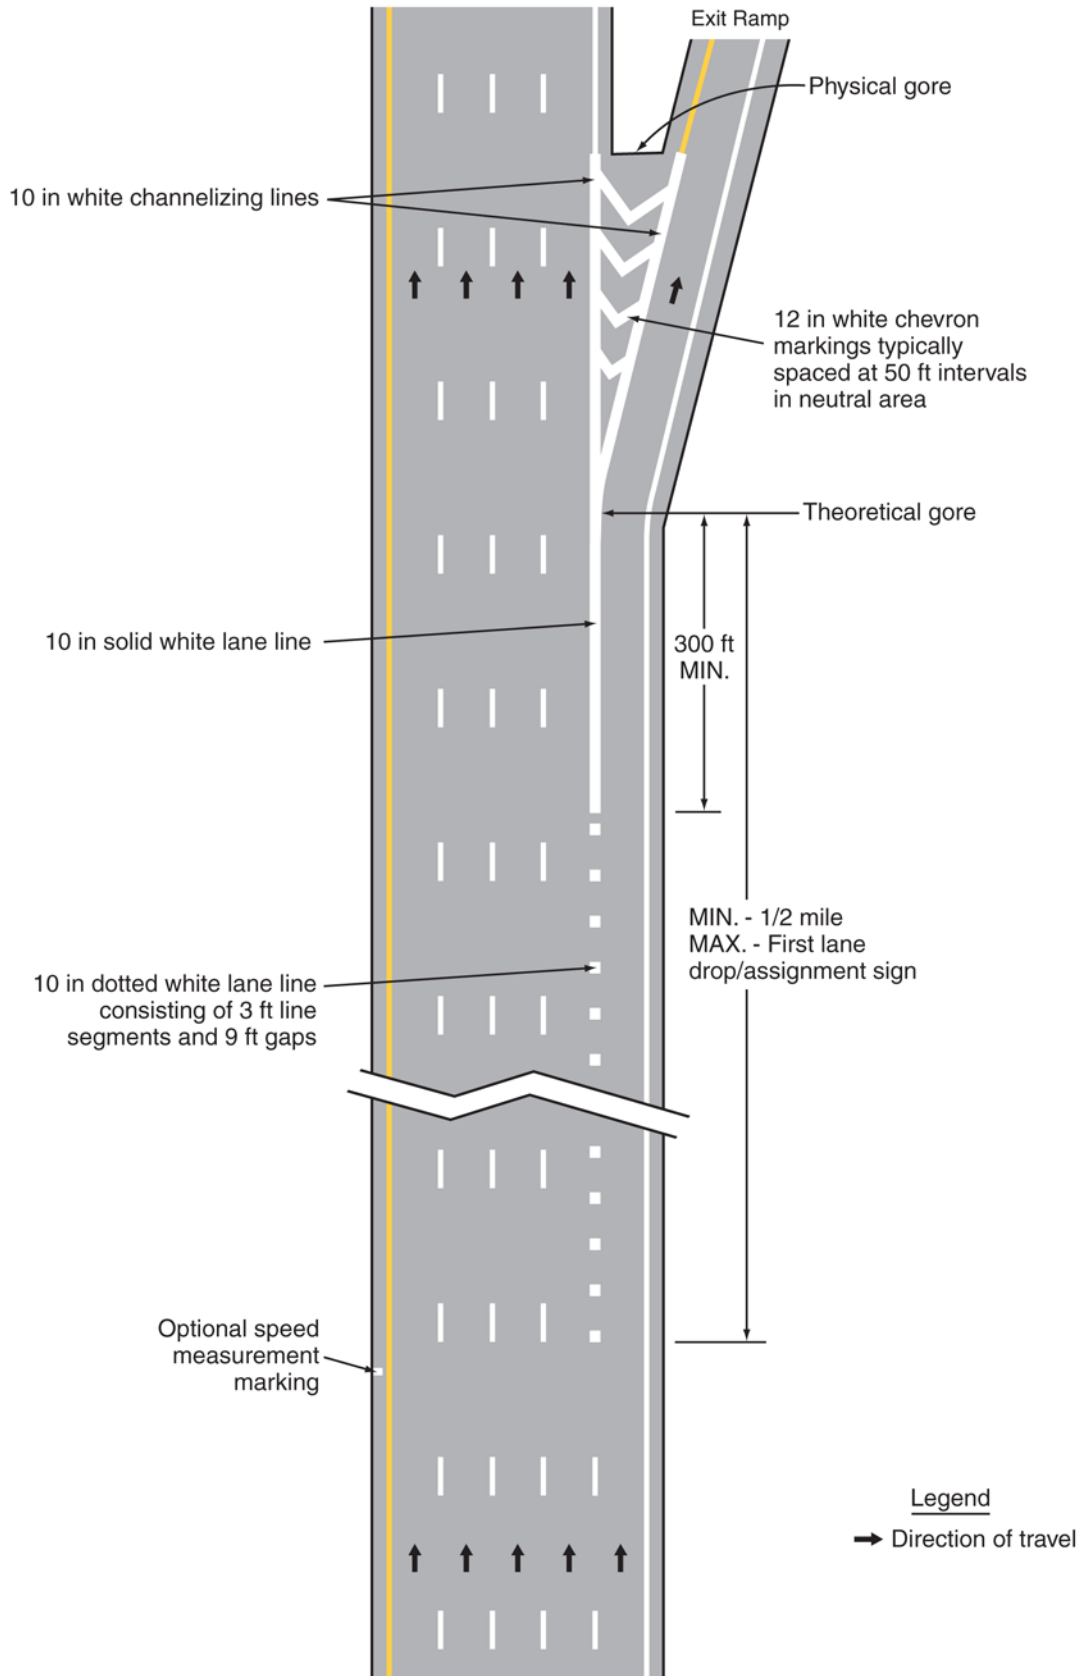 Exit Ramp
Physical gore
10 in white channelizing lines
12 in white chevron
markings typically
spaced at 50 ft intervals
in neutral area
Theoretical gore
10 in solid white lane line
300 ft
MIN.
MIN. - 1/2 mile
MAX. - First lane
drop/assignment sign
10 in dotted white lane line
consisting of 3 ft line
segments and 9 ft gaps
Optional speed
measurement
marking
Legend
Direction of travel